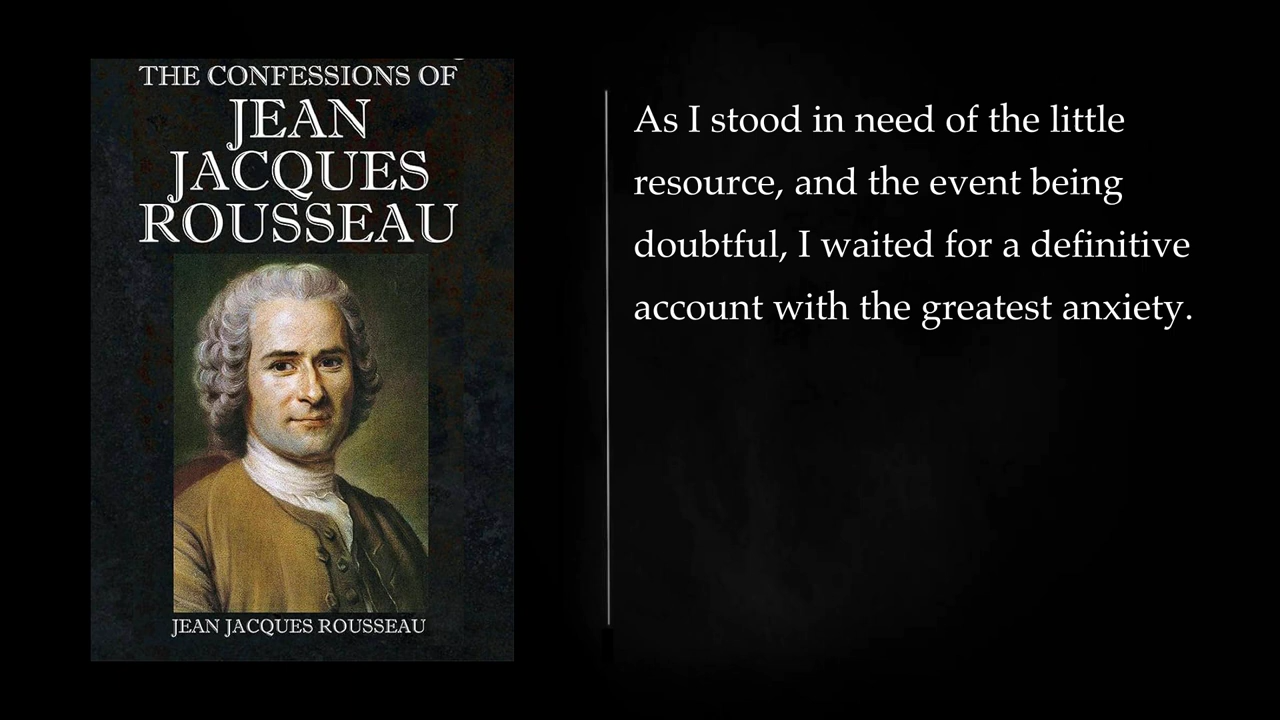 THE CONFESSIONS OF
JEAN
JACQUES
ROUSSEAU
JEAN JACQUES ROUSSEAU
As I stood in need of the little
resource, and the event being
doubtful, I waited for a definitive
account with the greatest anxiety.